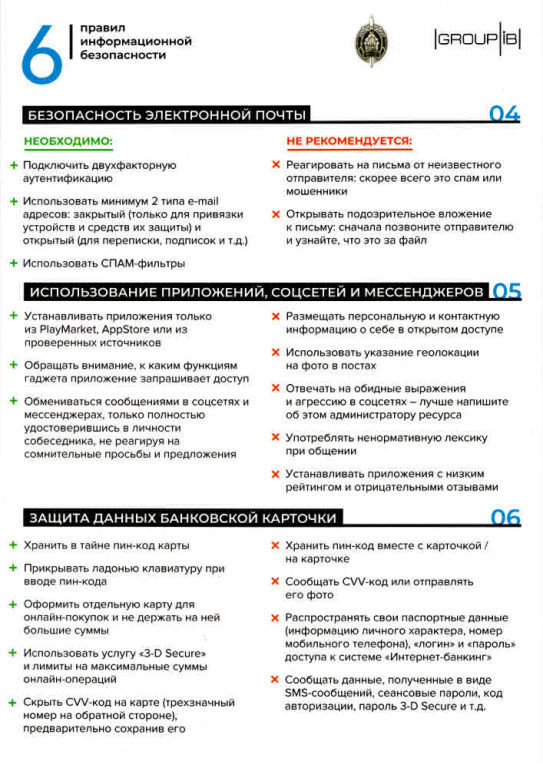 6
правил
информационной
безопасности
|GROUP|iB|
БЕЗОПАСНОСТЬ ЭЛЕКТРОННОЙ ПОЧТЫ
04
НЕОБХОДИМО:
+ Подключить двухфакторную
аутентификацию
+ Использовать минимум 2 типа e-mail
адресов: закрытый (только для привязки
устройств и средств их защиты) и
открытый (для переписки, подписок и т.д.)
+ Использовать СПАМ-фильтры
НЕ РЕКОМЕНДУЕТСЯ:
× Реагировать на письма от неизвестного
отправителя: скорее всего это спам или
мошенники
× Открывать подозрительное вложение
к письму: сначала позвоните отправителю
и узнайте, что это за файл
ИСПОЛЬЗОВАНИЕ ПРИЛОЖЕНИЙ, СОЦСЕТЕЙ И МЕССЕНДЖЕРОВ
05
+ Устанавливать приложения только
из PlayMarket, AppStore или из
проверенных источников
+ Обращать внимание, к каким функциям
гаджета приложение запрашивает доступ
+ Обмениваться сообщениями в соцсетях и
мессенджерах, только полностью
удостоверившись в личности
собеседника, не реагируя на
сомнительные просьбы и предложения
× Размещать персональную и контактную
информацию о себе в открытом доступе
× Использовать указание геолокации
на фото в постах
× Отвечать на обидные выражения
и агрессию в соцсетях – лучше напишите
об этом администратору ресурса
× Употреблять ненормативную лексику
при общении
× Устанавливать приложения с низким
рейтингом и отрицательными отзывами
ЗАЩИТА ДАННЫХ БАНКОВСКОЙ КАРТОЧКИ
06
+ Хранить в тайне пин-код карты
+ Прикрывать ладонью клавиатуру при
вводе пин-кода
+ Оформить отдельную карту для
онлайн-покупок и не держать на ней
большие суммы
+ Использовать услугу «3-D Secure»
и лимиты на максимальные суммы
онлайн-операций
+ Скрыть CVV-код на карте (трехзначный
номер на обратной стороне),
предварительно сохранив его
× Хранить пин-код вместе с карточкой /
на карточке
× Сообщать CVV-код или отправлять
его фото
× Распространять свои паспортные данные
(информацию личного характера, номер
мобильного телефона), «логин» и «пароль»
доступа к системе «Интернет-банкинг»
× Сообщать данные, полученные в виде
SMS-сообщений, сеансовые пароли, код
авторизации, пароль 3-D Secure и т.д.